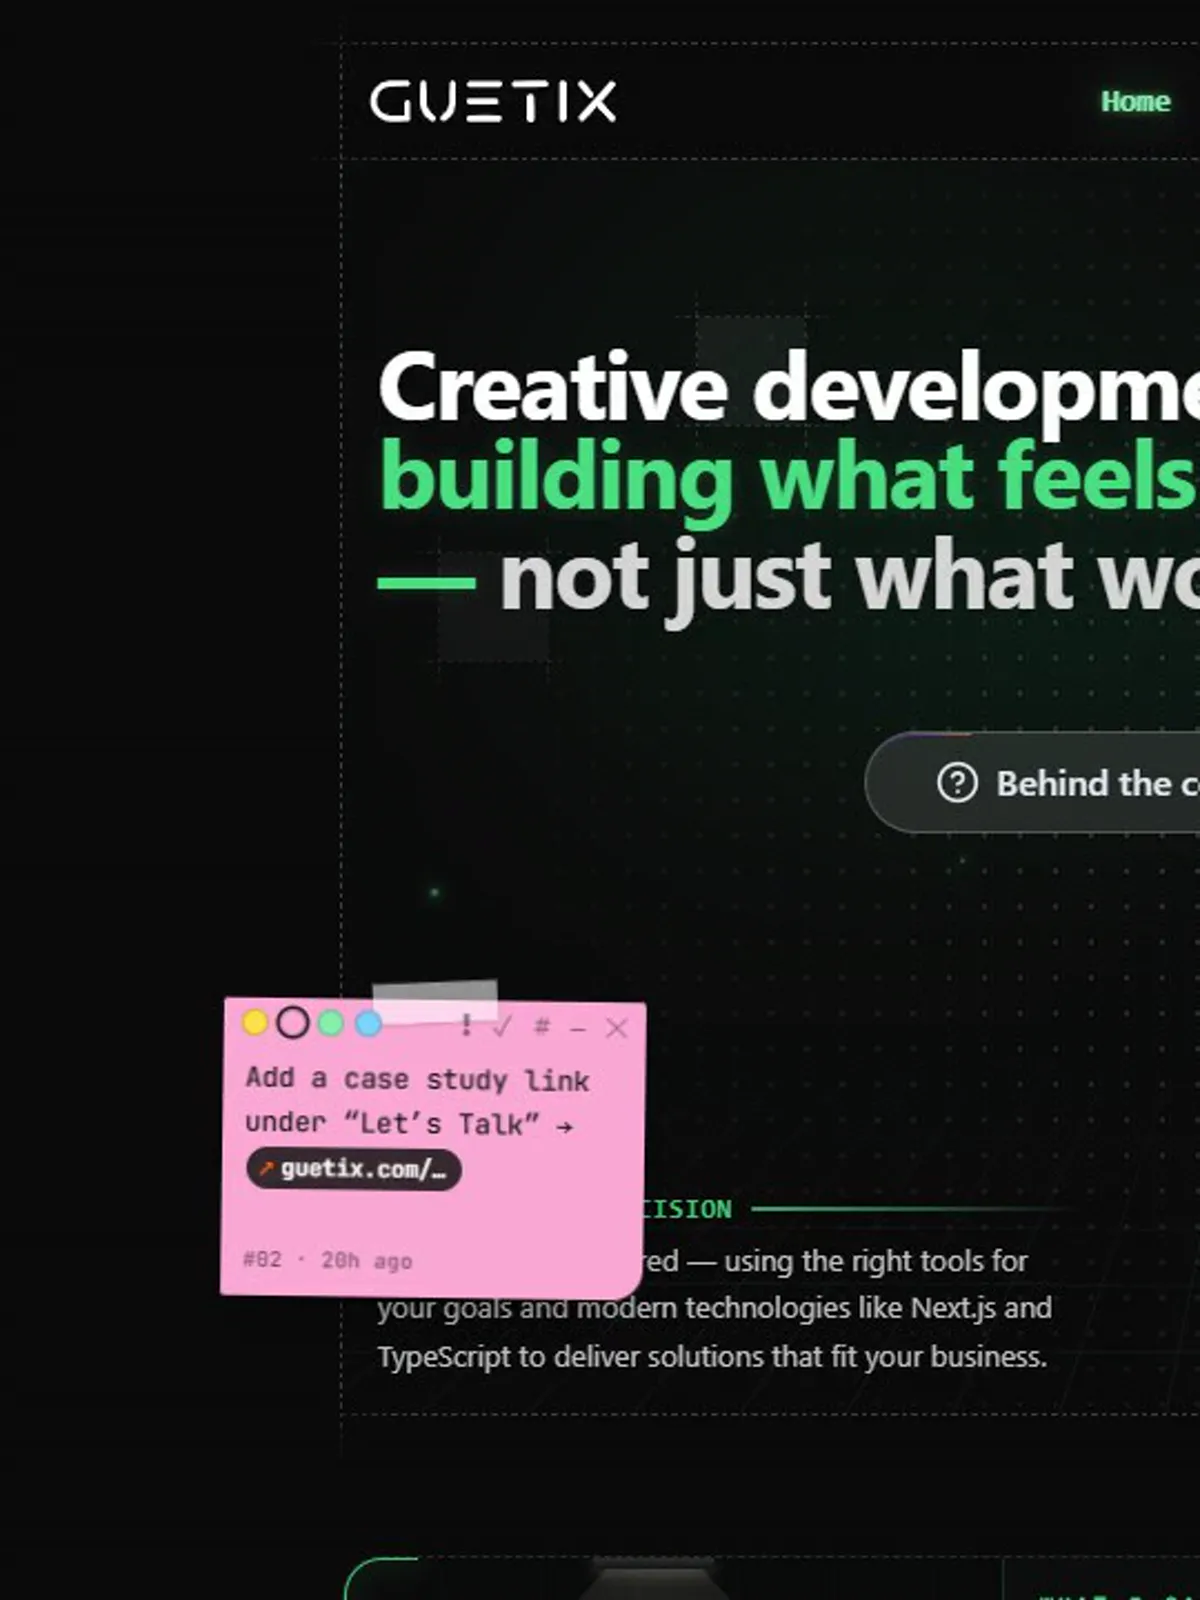 GUETIX
Home
Creative developme
building what feels
— not just what wo
Behind the c
! ✓ # – ×
Add a case study link
under “Let’s Talk” →
↗ guetix.com/…
#02 · 20h ago
CISION
red — using the right tools for
your goals and modern technologies like Next.js and
TypeScript to deliver solutions that fit your business.